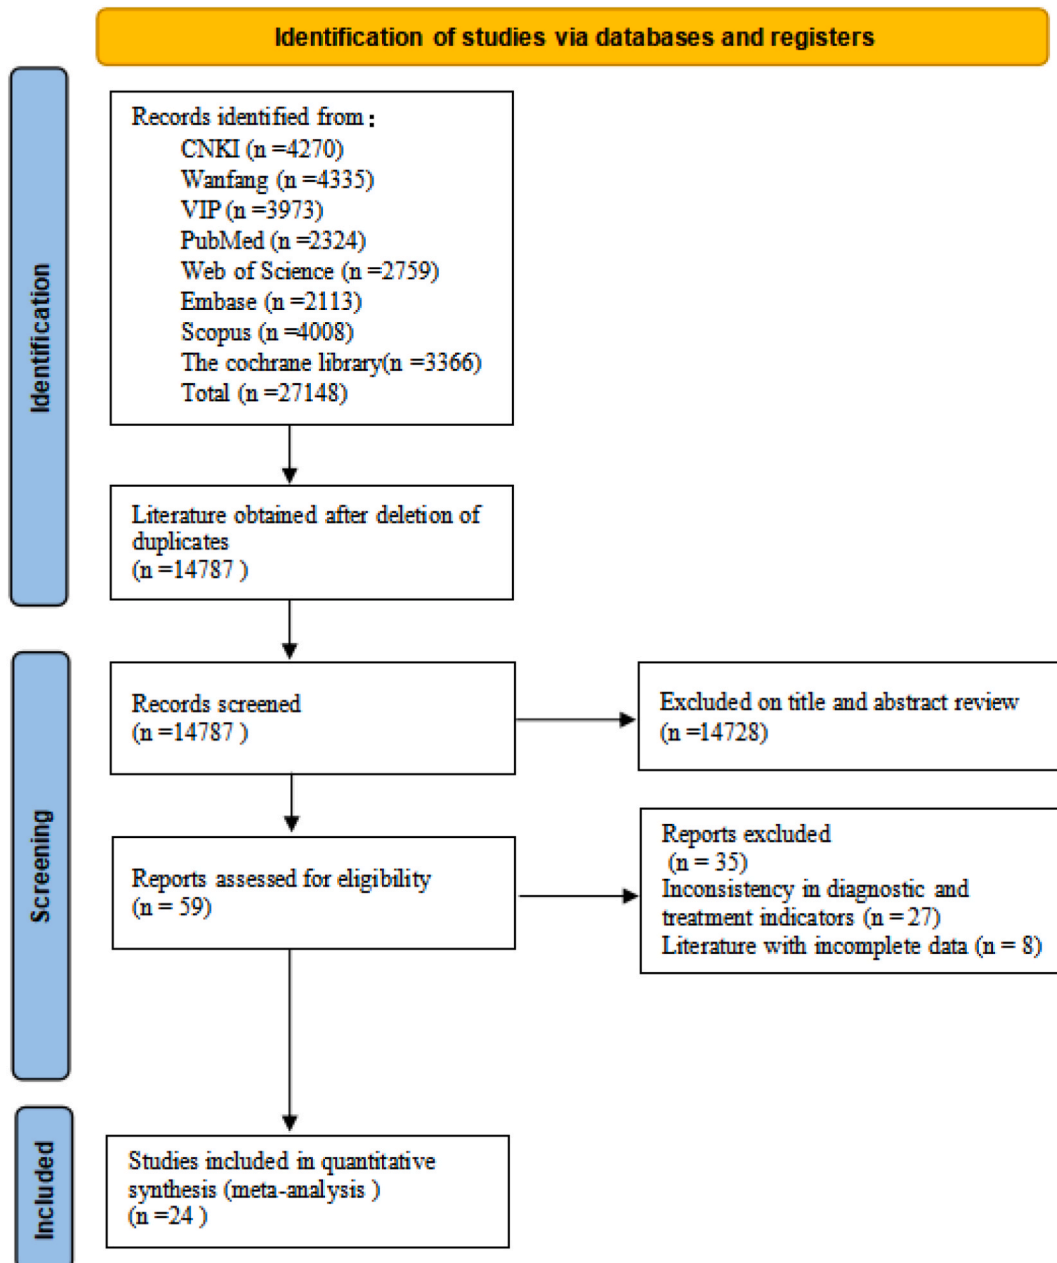 Identification of studies via databases and registers
Identification
Records identified from：
CNKI (n =4270)
Wanfang (n =4335)
VIP (n =3973)
PubMed (n =2324)
Web of Science (n =2759)
Embase (n =2113)
Scopus (n =4008)
The cochrane library(n =3366)
Total (n =27148)
Literature obtained after deletion of
duplicates
(n =14787 )
Screening
Records screened
(n =14787 )
Excluded on title and abstract review
(n =14728)
Reports assessed for eligibility
(n = 59)
Reports excluded
(n = 35)
Inconsistency in diagnostic and
treatment indicators (n = 27)
Literature with incomplete data (n = 8)
Included
Studies included in quantitative
synthesis (meta-analysis )
(n =24 )